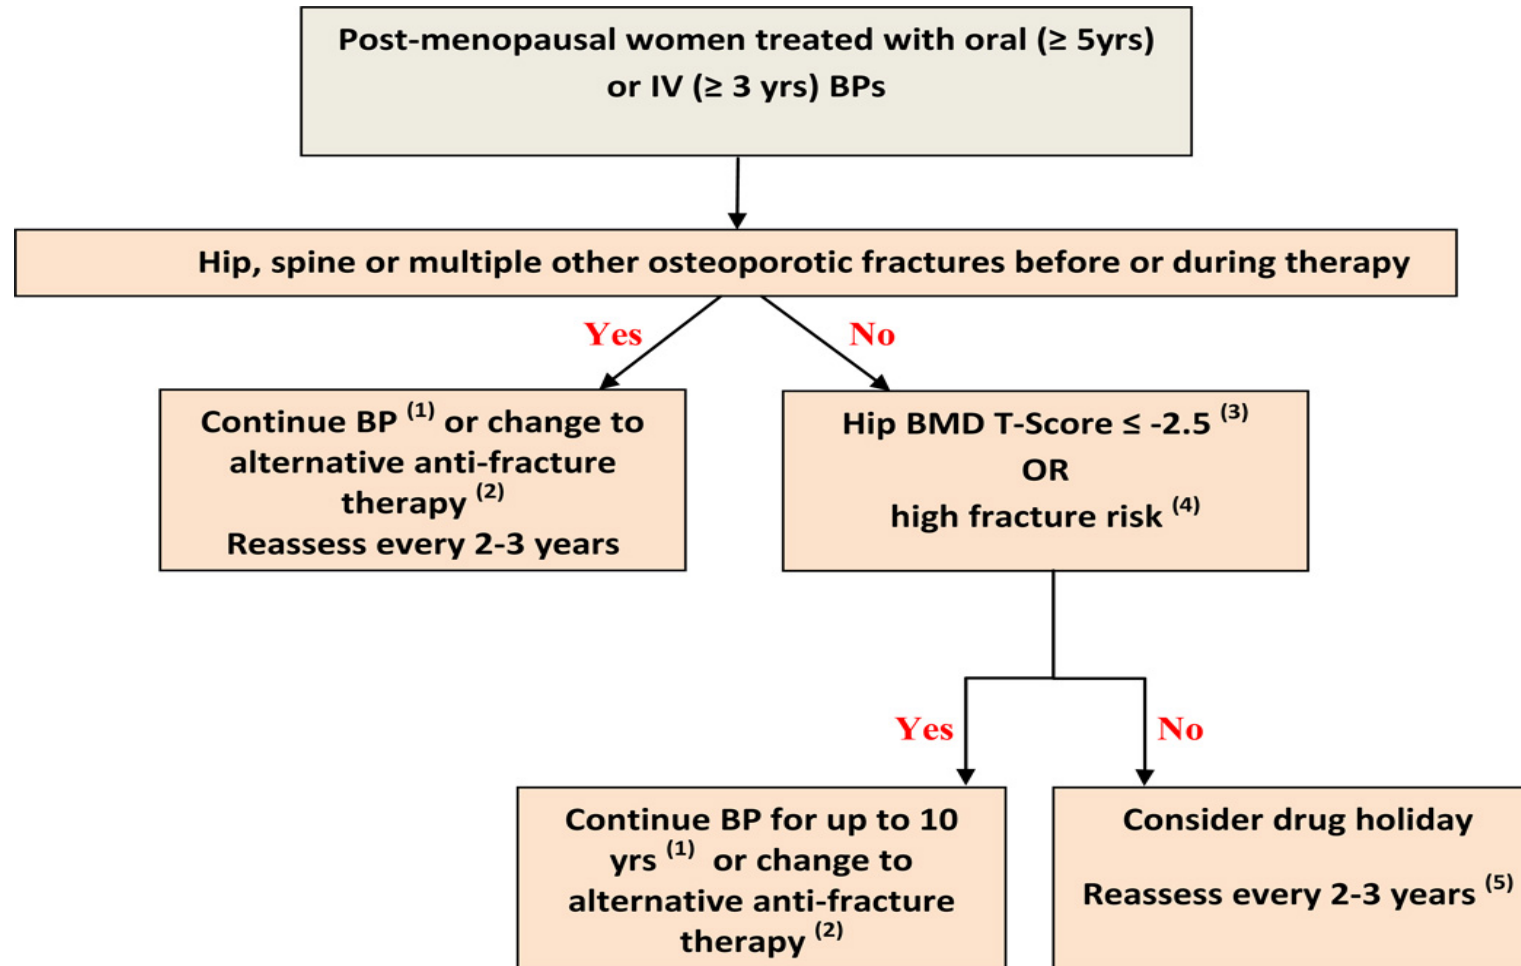 Post-menopausal women treated with oral (≥ 5yrs)
or IV (≥ 3 yrs) BPs
Hip, spine or multiple other osteoporotic fractures before or during therapy
Yes
No
Continue BP (1) or change to
alternative anti-fracture
therapy (2)
Reassess every 2-3 years
Hip BMD T-Score ≤ -2.5 (3)
OR
high fracture risk (4)
Yes
No
Continue BP for up to 10
yrs (1) or change to
alternative anti-fracture
therapy (2)
Consider drug holiday
Reassess every 2-3 years (5)